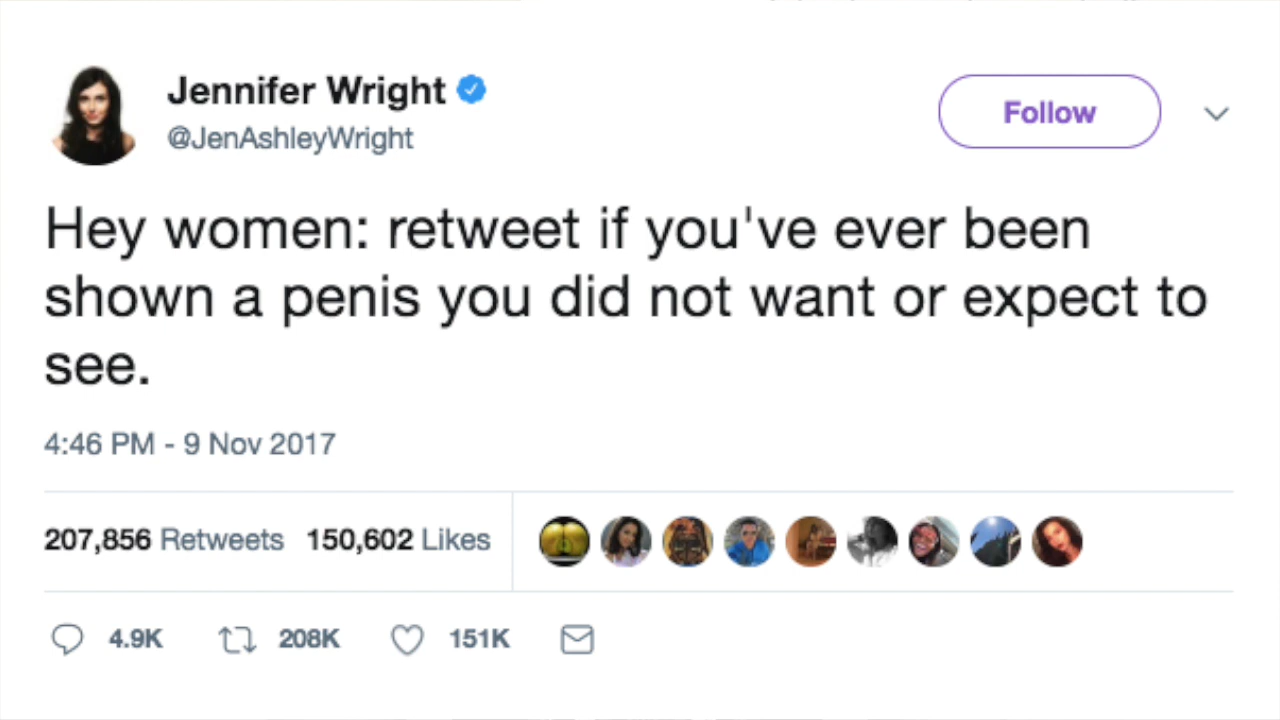 Jennifer Wright
@JenAshleyWright
Follow
Hey women: retweet if you've ever been
shown a penis you did not want or expect to
see.
4:46 PM - 9 Nov 2017
207,856 Retweets 150,602 Likes
4.9K 208K 151K